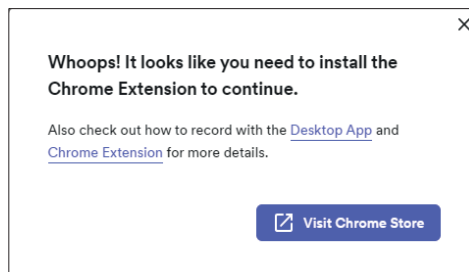 Whoops! It looks like you need to install the
Chrome Extension to continue.
Also check out how to record with the Desktop App and
Chrome Extension for more details.
Visit Chrome Store